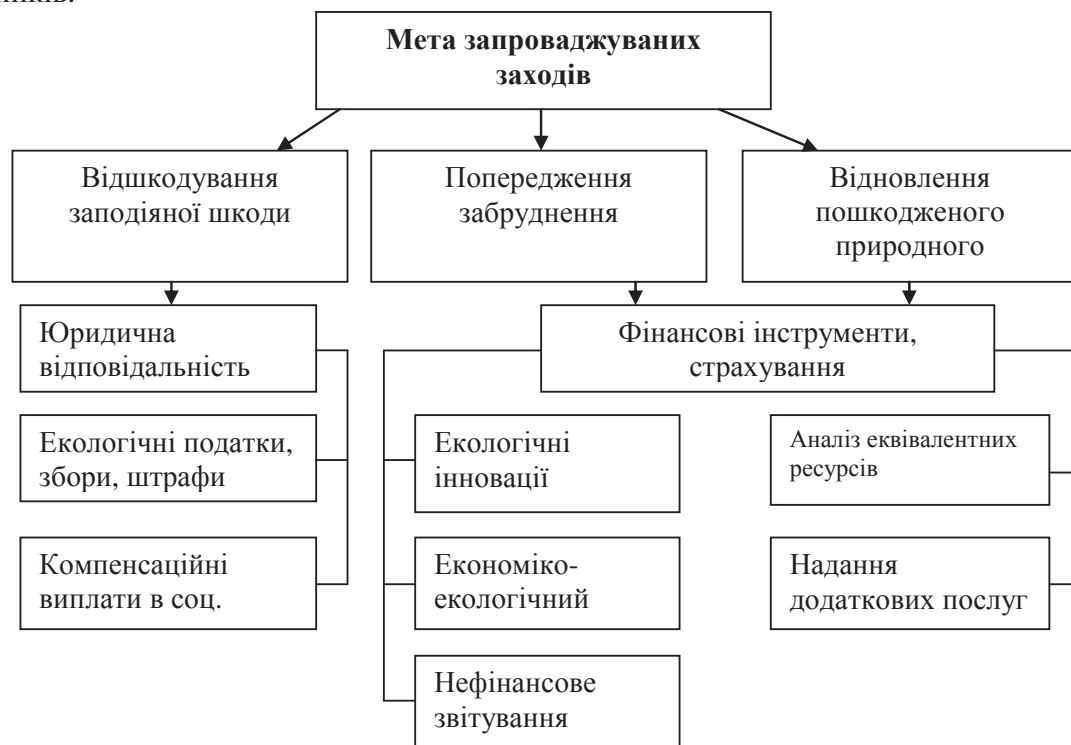 Мета запроваджуваних
заходів
Відшкодування
заподіяної шкоди
Попередження
забруднення
Відновлення
пошкодженого
природного
Юридична
відповідальність
Фінансові інструменти,
страхування
Екологічні податки,
збори, штрафи
Екологічні
інновації
Аналіз еквівалентних
ресурсів
Компенсаційні
виплати в соц.
Економіко-
екологічний
Надання
додаткових послуг
Нефінансове
звітування